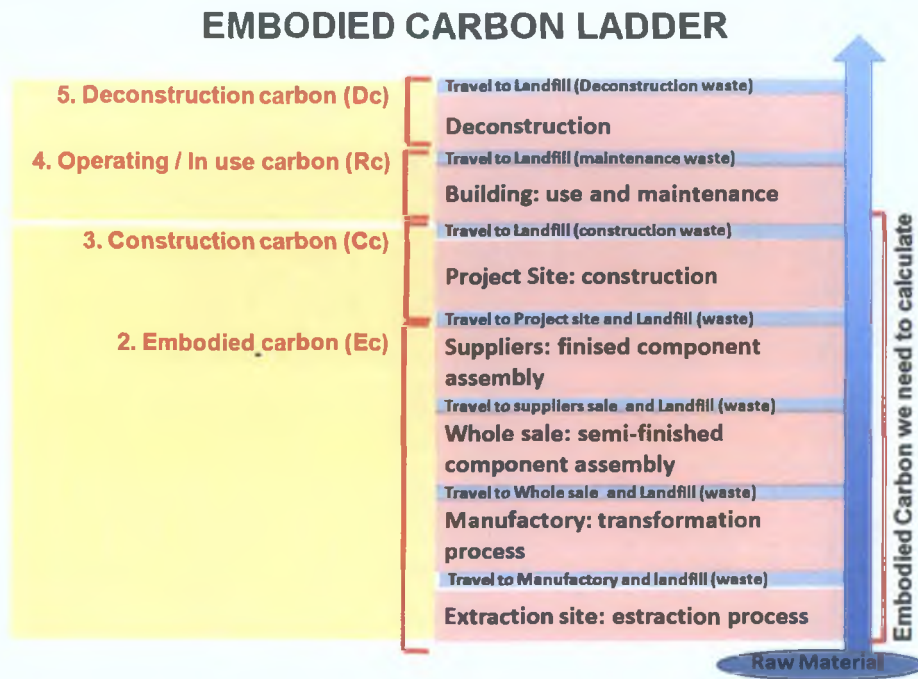 EMBODIED CARBON LADDER
5. Deconstruction carbon (Dc)
Travel to Landfill (Deconstruction waste)
Deconstruction
4. Operating / In use carbon (Rc)
Travel to Landfill (maintenance waste)
Building: use and maintenance
3. Construction carbon (Cc)
Travel to Landfill (construction waste)
Project Site: construction
Travel to Project site and Landfill (waste)
2. Embodied carbon (Ec)
Suppliers: finised component
assembly
Travel to suppliers sale and Landfill (waste)
Whole sale: semi-finished
component assembly
Travel to Whole sale and Landfill (waste)
Manufactory: transformation
process
Travel to Manufactory and landfill (waste)
Extraction site: estraction process
Raw Material
Embodied Carbon we need to calculate